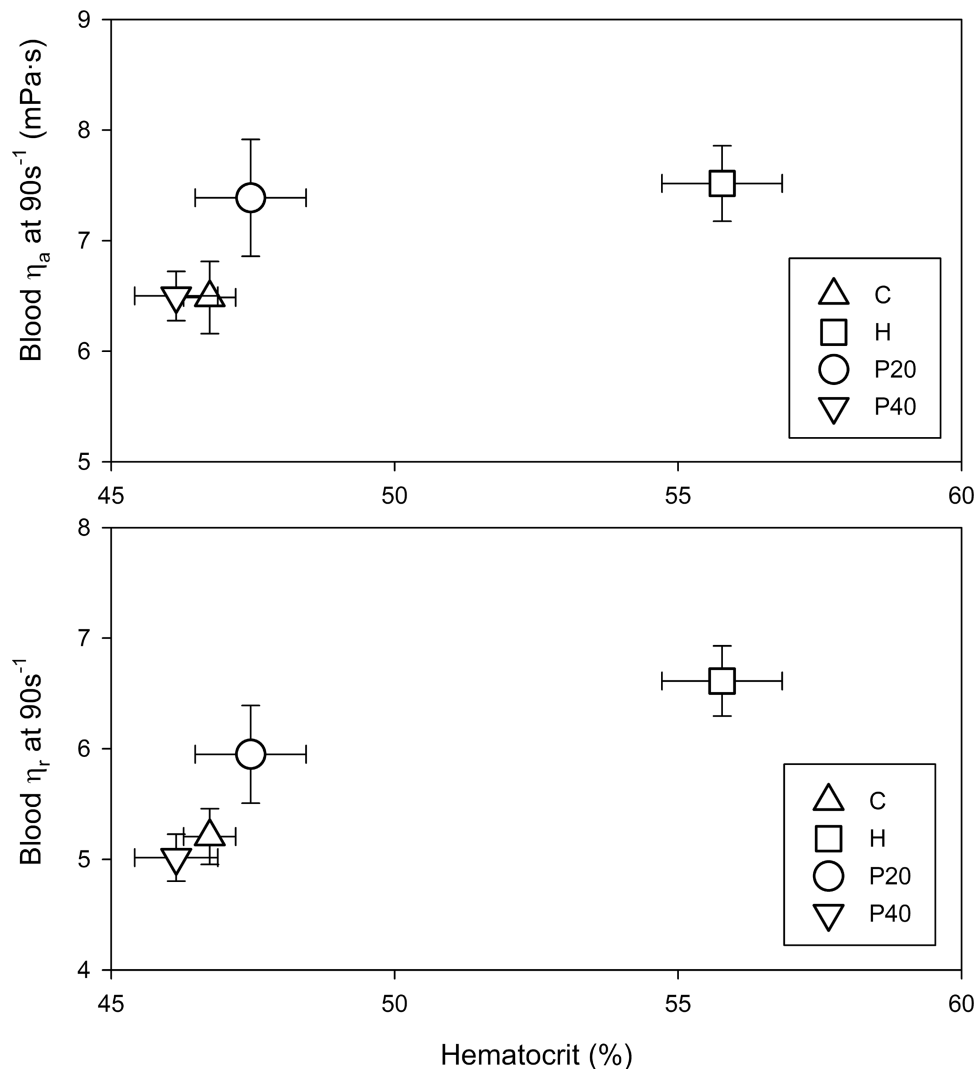 Blood ηa at 90s-1 (mPa·s)
9
8
7
6
5
45
50
55
60
C
H
P20
P40
Blood ηr at 90s-1
8
7
6
5
4
45
50
55
60
C
H
P20
P40
Hematocrit (%)